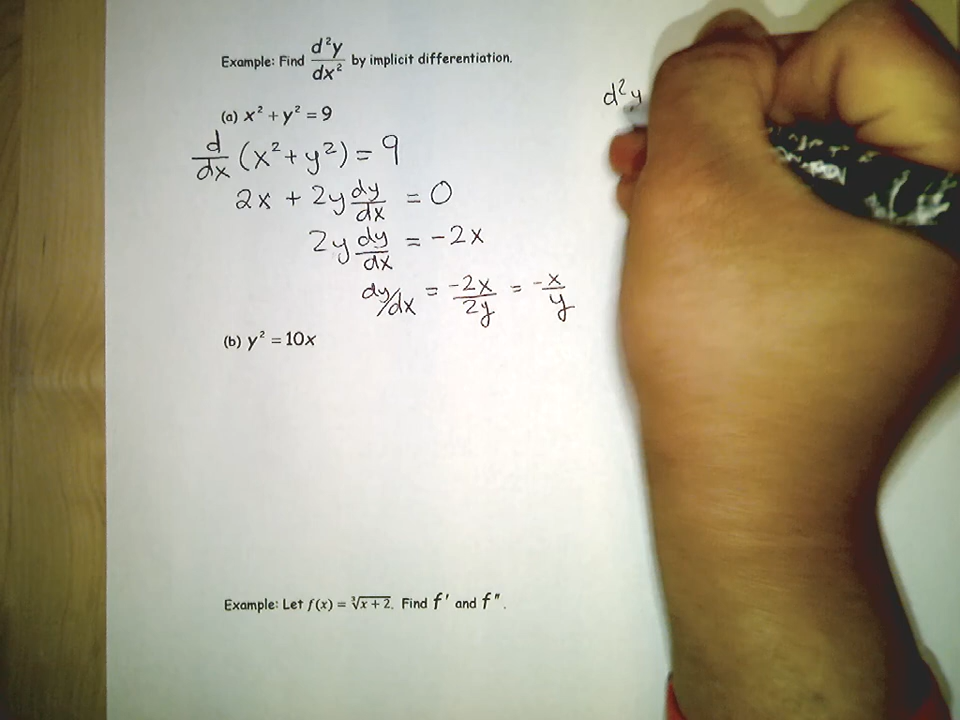 Example: Find d²y/dx² by implicit differentiation.
d²y
(a) x² + y² = 9
d/dx (x² + y²) = 9
2x + 2y dy/dx = 0
2y dy/dx = -2x
dy/dx = -2x/2y = -x/y
(b) y² = 10x
Example: Let f(x) = ∛(x + 2). Find f' and f".